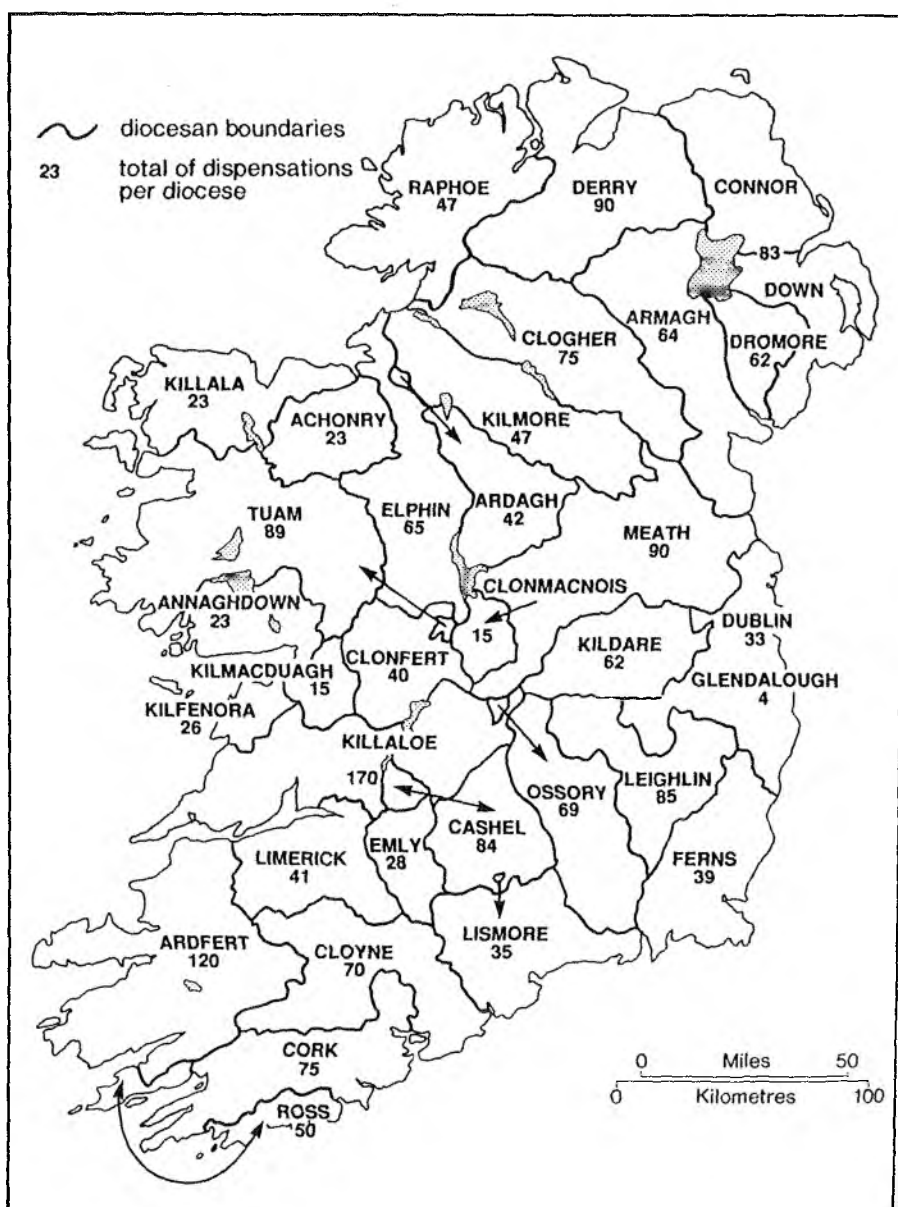 diocesan boundaries
23 total of dispensations
per diocese
RAPHOE
47
DERRY
90
CONNOR
83
DOWN
ARMAGH
64
DROMORE
62
CLOGHER
75
KILLALA
23
ACHONRY
23
KILMORE
47
TUAM
89
ELPHIN
65
ARDAGH
42
MEATH
90
CLONMACNOIS
15
ANNAGHDOWN
23
CLONFERT
40
KILDARE
62
DUBLIN
33
GLENDALOUGH
4
KILMACDUAGH
15
KILFENORA
26
KILLALOE
170
OSSORY
69
LEIGHLIN
85
CASHEL
84
EMLY
28
LIMERICK
41
FERNS
39
LISMORE
35
ARDFERT
120
CLOYNE
70
CORK
75
ROSS
50
0 Miles 50
0 Kilometres 100